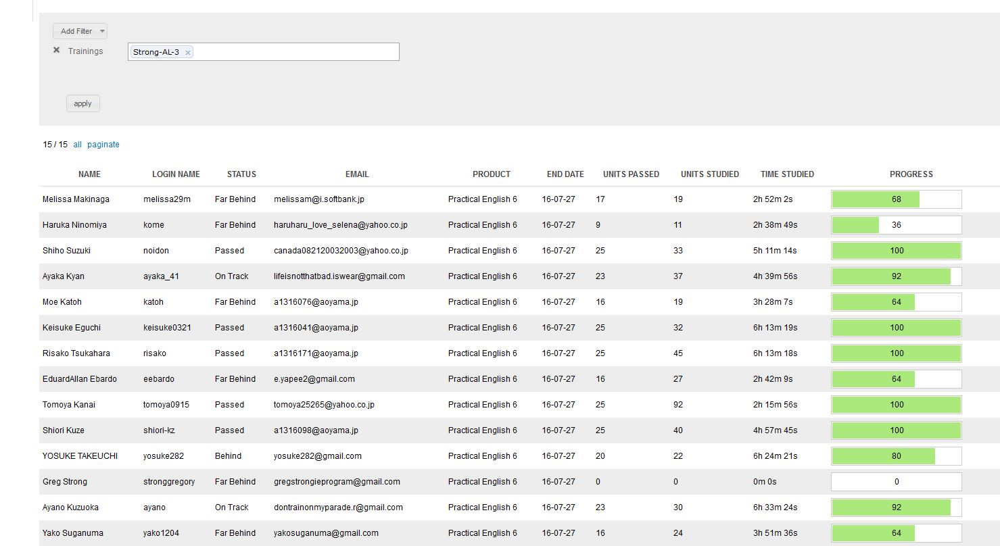 Add Filter
Trainings Strong-AL-3 x
apply
15 / 15 all paginate
NAME LOGIN NAME STATUS EMAIL PRODUCT END DATE UNITS PASSED UNITS STUDIED TIME STUDIED PROGRESS
Melissa Makinaga melissa29m Far Behind melissam@i.softbank.jp Practical English 6 16-07-27 17 19 2h 52m 2s 68
Haruka Ninomiya kome Far Behind haruharu_love_selena@yahoo.co.jp Practical English 6 16-07-27 9 11 2h 38m 49s 36
Shiho Suzuki noidon Passed canada082120032003@yahoo.co.jp Practical English 6 16-07-27 25 33 5h 11m 14s 100
Ayaka Kyan ayaka_41 On Track lifeisnotthatbad.iswear@gmail.com Practical English 6 16-07-27 23 37 4h 39m 56s 92
Moe Katoh katoh Far Behind a1316076@aoyama.jp Practical English 6 16-07-27 16 19 3h 28m 7s 64
Keisuke Eguchi keisuke0321 Passed a1316041@aoyama.jp Practical English 6 16-07-27 25 32 6h 13m 19s 100
Risako Tsukahara risako Passed a1316171@aoyama.jp Practical English 6 16-07-27 25 45 6h 13m 18s 100
EduardAllan Ebardo eebardo Far Behind e.yapee2@gmail.com Practical English 6 16-07-27 16 27 2h 42m 9s 64
Tomoya Kanai tomoya0915 Passed tomoya25265@yahoo.co.jp Practical English 6 16-07-27 25 92 2h 15m 56s 100
Shiori Kuze shiori-kz Passed a1316098@aoyama.jp Practical English 6 16-07-27 25 40 4h 57m 45s 100
YOSUKE TAKEUCHI yosuke282 Behind yosuke282@gmail.com Practical English 6 16-07-27 20 22 6h 24m 21s 80
Greg Strong stronggregory Far Behind gregstrongieprogram@gmail.com Practical English 6 16-07-27 0 0 0m 0s 0
Ayano Kuzuoka ayano On Track dontrainonmyparade.r@gmail.com Practical English 6 16-07-27 23 30 6h 33m 24s 92
Yako Suganuma yako1204 Far Behind yakosuganuma@gmail.com Practical English 6 16-07-27 16 24 3h 51m 36s 64